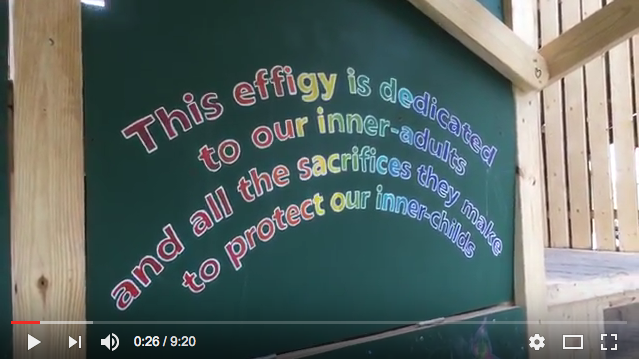 This effigy is dedicated
to our inner-adults
and all the sacrifices they make
to protect our inner-childs
0:26 / 9:20